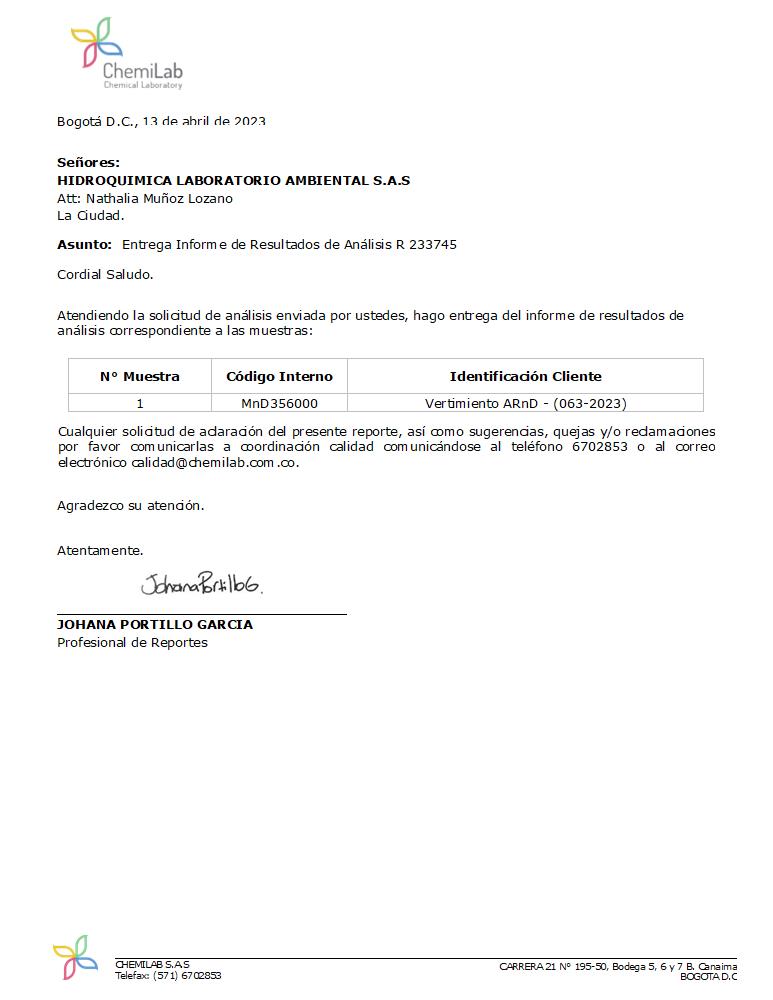 ChemiLab
Chemical Laboratory
Bogotá D.C., 13 de abril de 2023
Señores:
HIDROQUIMICA LABORATORIO AMBIENTAL S.A.S
Att: Nathalia Muñoz Lozano
La Ciudad.
Asunto: Entrega Informe de Resultados de Análisis R 233745
Cordial Saludo.
Atendiendo la solicitud de análisis enviada por ustedes, hago entrega del informe de resultados de
análisis correspondiente a las muestras:
N° Muestra Código Interno Identificación Cliente
1 MnD356000 Vertimiento ARnD - (063-2023)
Cualquier solicitud de aclaración del presente reporte, así como sugerencias, quejas y/o reclamaciones
por favor comunicarlas a coordinación calidad comunicándose al teléfono 6702853 o al correo
electrónico calidad@chemilab.com.co.
Agradezco su atención.
Atentamente.
Johana Portillo G.
JOHANA PORTILLO GARCIA
Profesional de Reportes
CHEMILAB S.A.S
Telefax: (571) 6702853
CARRERA 21 N° 195-50, Bodega 5, 6 y 7 B. Canaima
BOGOTA D.C